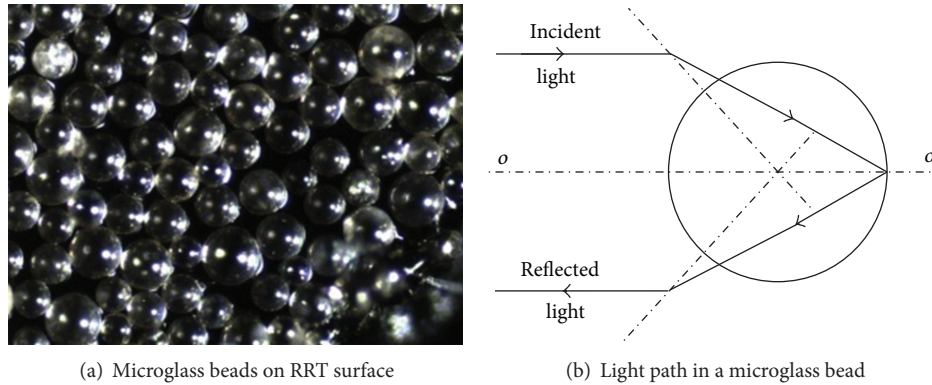 Incident
light
o
o
Reflected
light
(a) Microglass beads on RRT surface
(b) Light path in a microglass bead